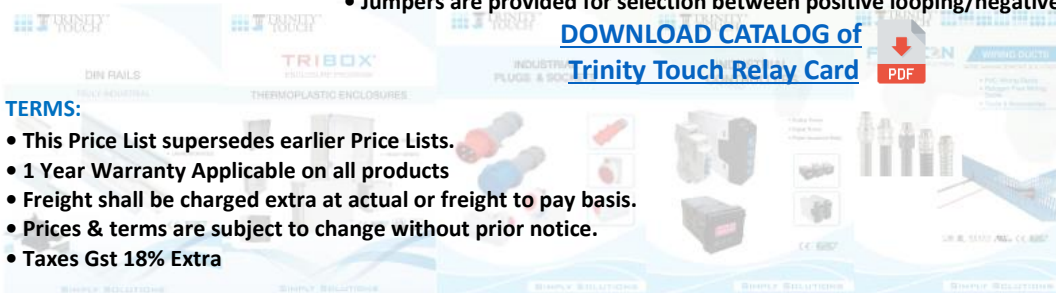 • Jumpers are provided for selection between positive looping/negative
TRINITY TOUCH
TRINITY TOUCH
DOWNLOAD CATALOG of
Trinity Touch Relay Card
PDF
DIN RAILS
TRIBOX
THERMOPLASTIC ENCLOSURES
PLUGS & 
WIRING DUCTS
TERMS:
• This Price List supersedes earlier Price Lists.
• 1 Year Warranty Applicable on all products
• Freight shall be charged extra at actual or freight to pay basis.
• Prices & terms are subject to change without prior notice.
• Taxes Gst 18% Extra
SIMPLY SOLUTIONS
SIMPLY SOLUTIONS
SIMPLY SOLUTIONS
SIMPLY SOLUTIONS
SIMPLY SOLUTIONS